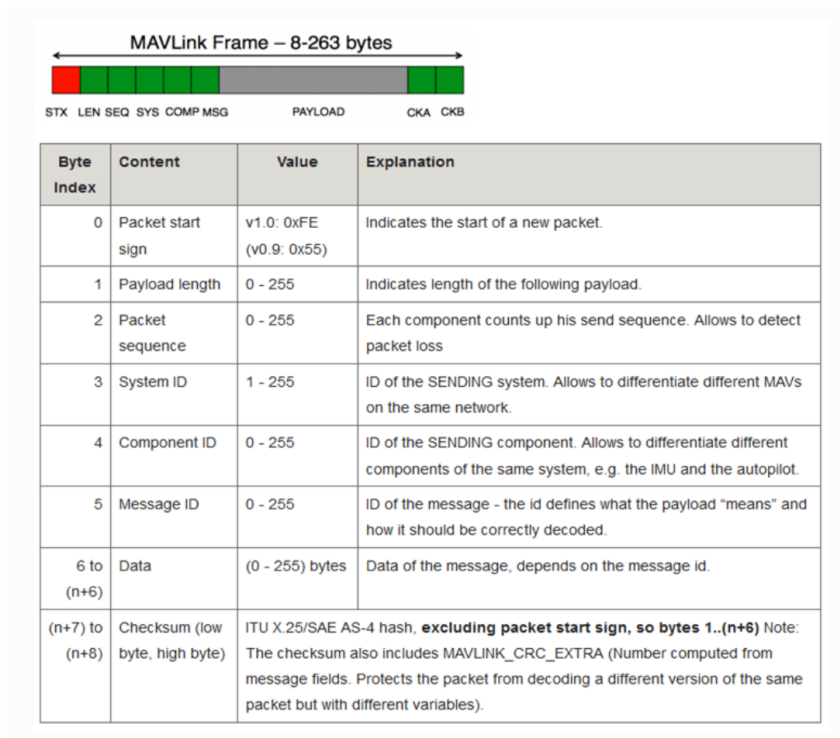 MAVLink Frame – 8-263 bytes
STX LEN SEQ SYS COMP MSG PAYLOAD CKA CKB
Byte Index Content Value Explanation
0 Packet start sign v1.0: 0xFE (v0.9: 0x55) Indicates the start of a new packet.
1 Payload length 0 - 255 Indicates length of the following payload.
2 Packet sequence 0 - 255 Each component counts up his send sequence. Allows to detect packet loss
3 System ID 1 - 255 ID of the SENDING system. Allows to differentiate different MAVs on the same network.
4 Component ID 0 - 255 ID of the SENDING component. Allows to differentiate different components of the same system, e.g. the IMU and the autopilot.
5 Message ID 0 - 255 ID of the message - the id defines what the payload “means” and how it should be correctly decoded.
6 to (n+6) Data (0 - 255) bytes Data of the message, depends on the message id.
(n+7) to (n+8) Checksum (low byte, high byte) ITU X.25/SAE AS-4 hash, excluding packet start sign, so bytes 1..(n+6) Note: The checksum also includes MAVLINK_CRC_EXTRA (Number computed from message fields. Protects the packet from decoding a different version of the same packet but with different variables).